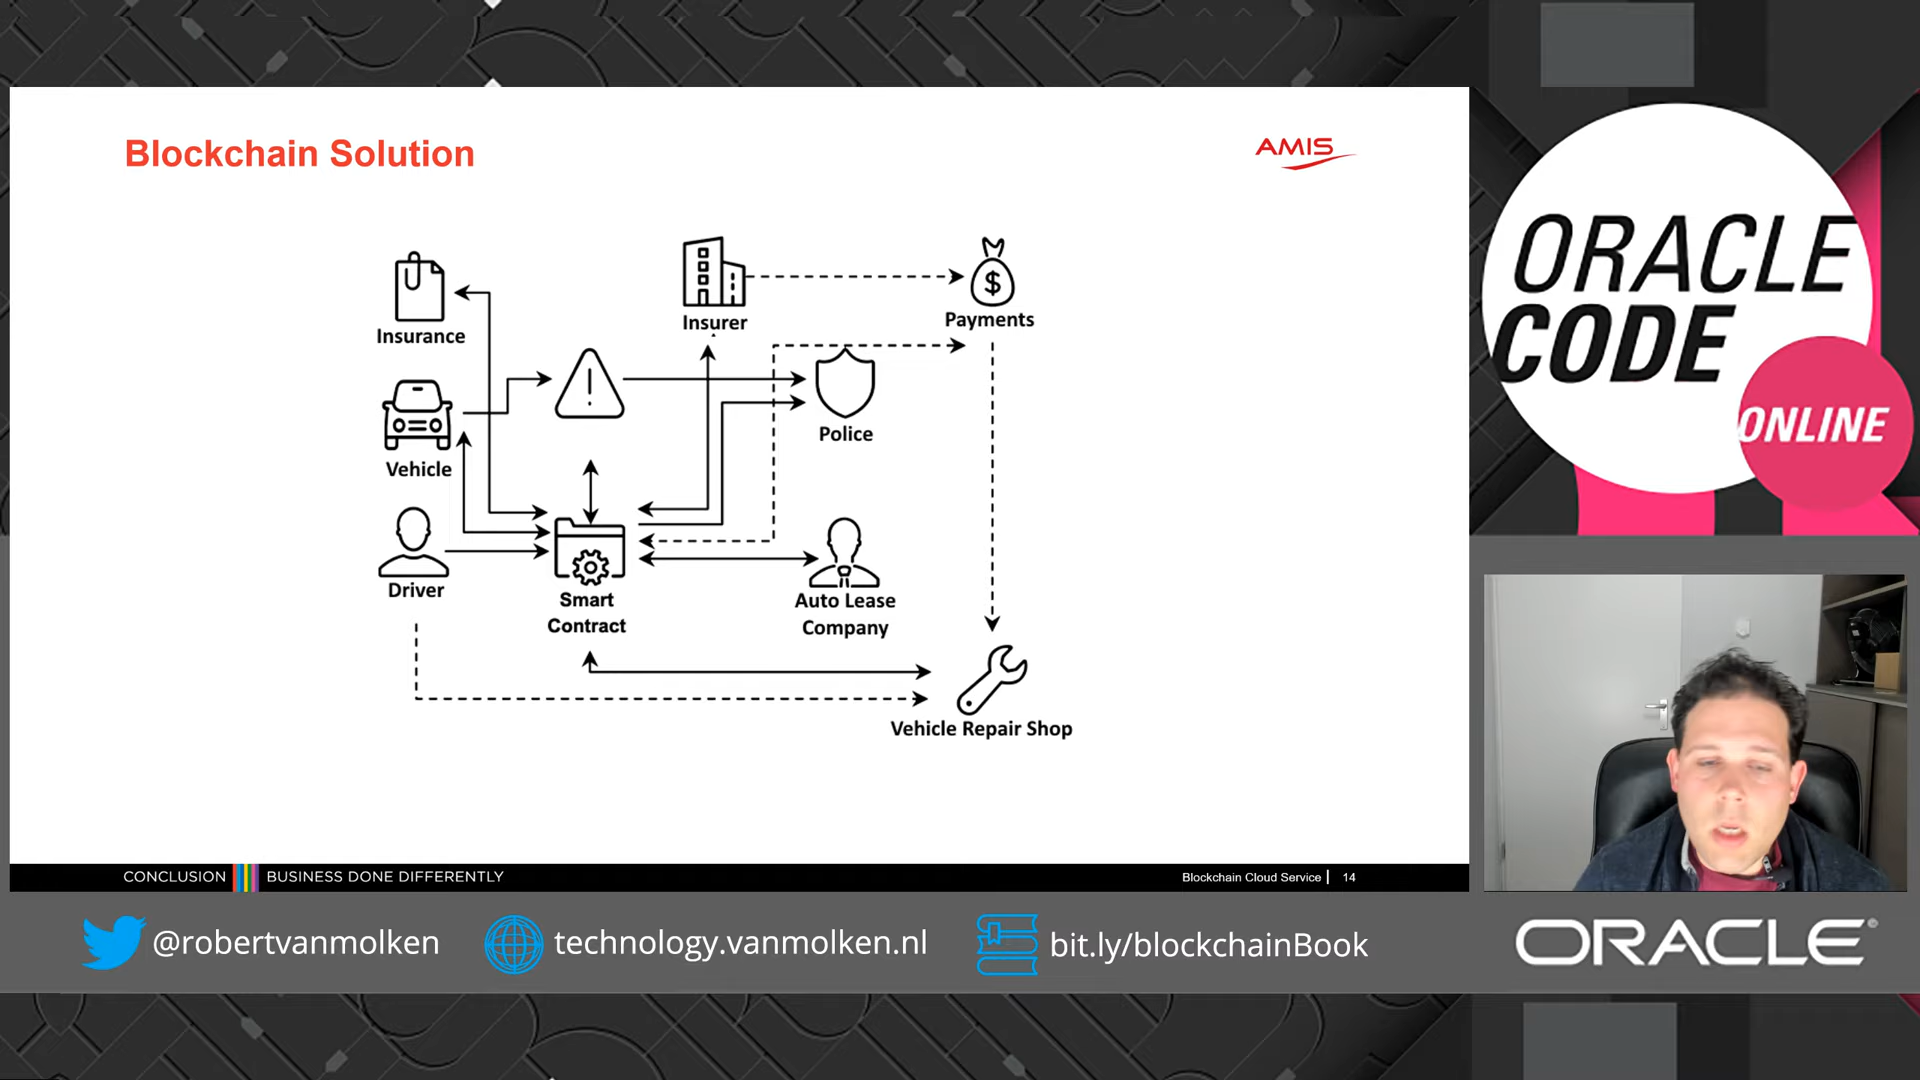 Blockchain Solution
AMIS
Insurance
Insurer
$
Payments
!
Police
Vehicle
Driver
Smart
Contract
Auto Lease
Company
Vehicle Repair Shop
CONCLUSION BUSINESS DONE DIFFERENTLY
Blockchain Cloud Service | 14
ORACLE
CODE
ONLINE
@robertvanmolken
technology.vanmolken.nl
bit.ly/blockchainBook
ORACLE®